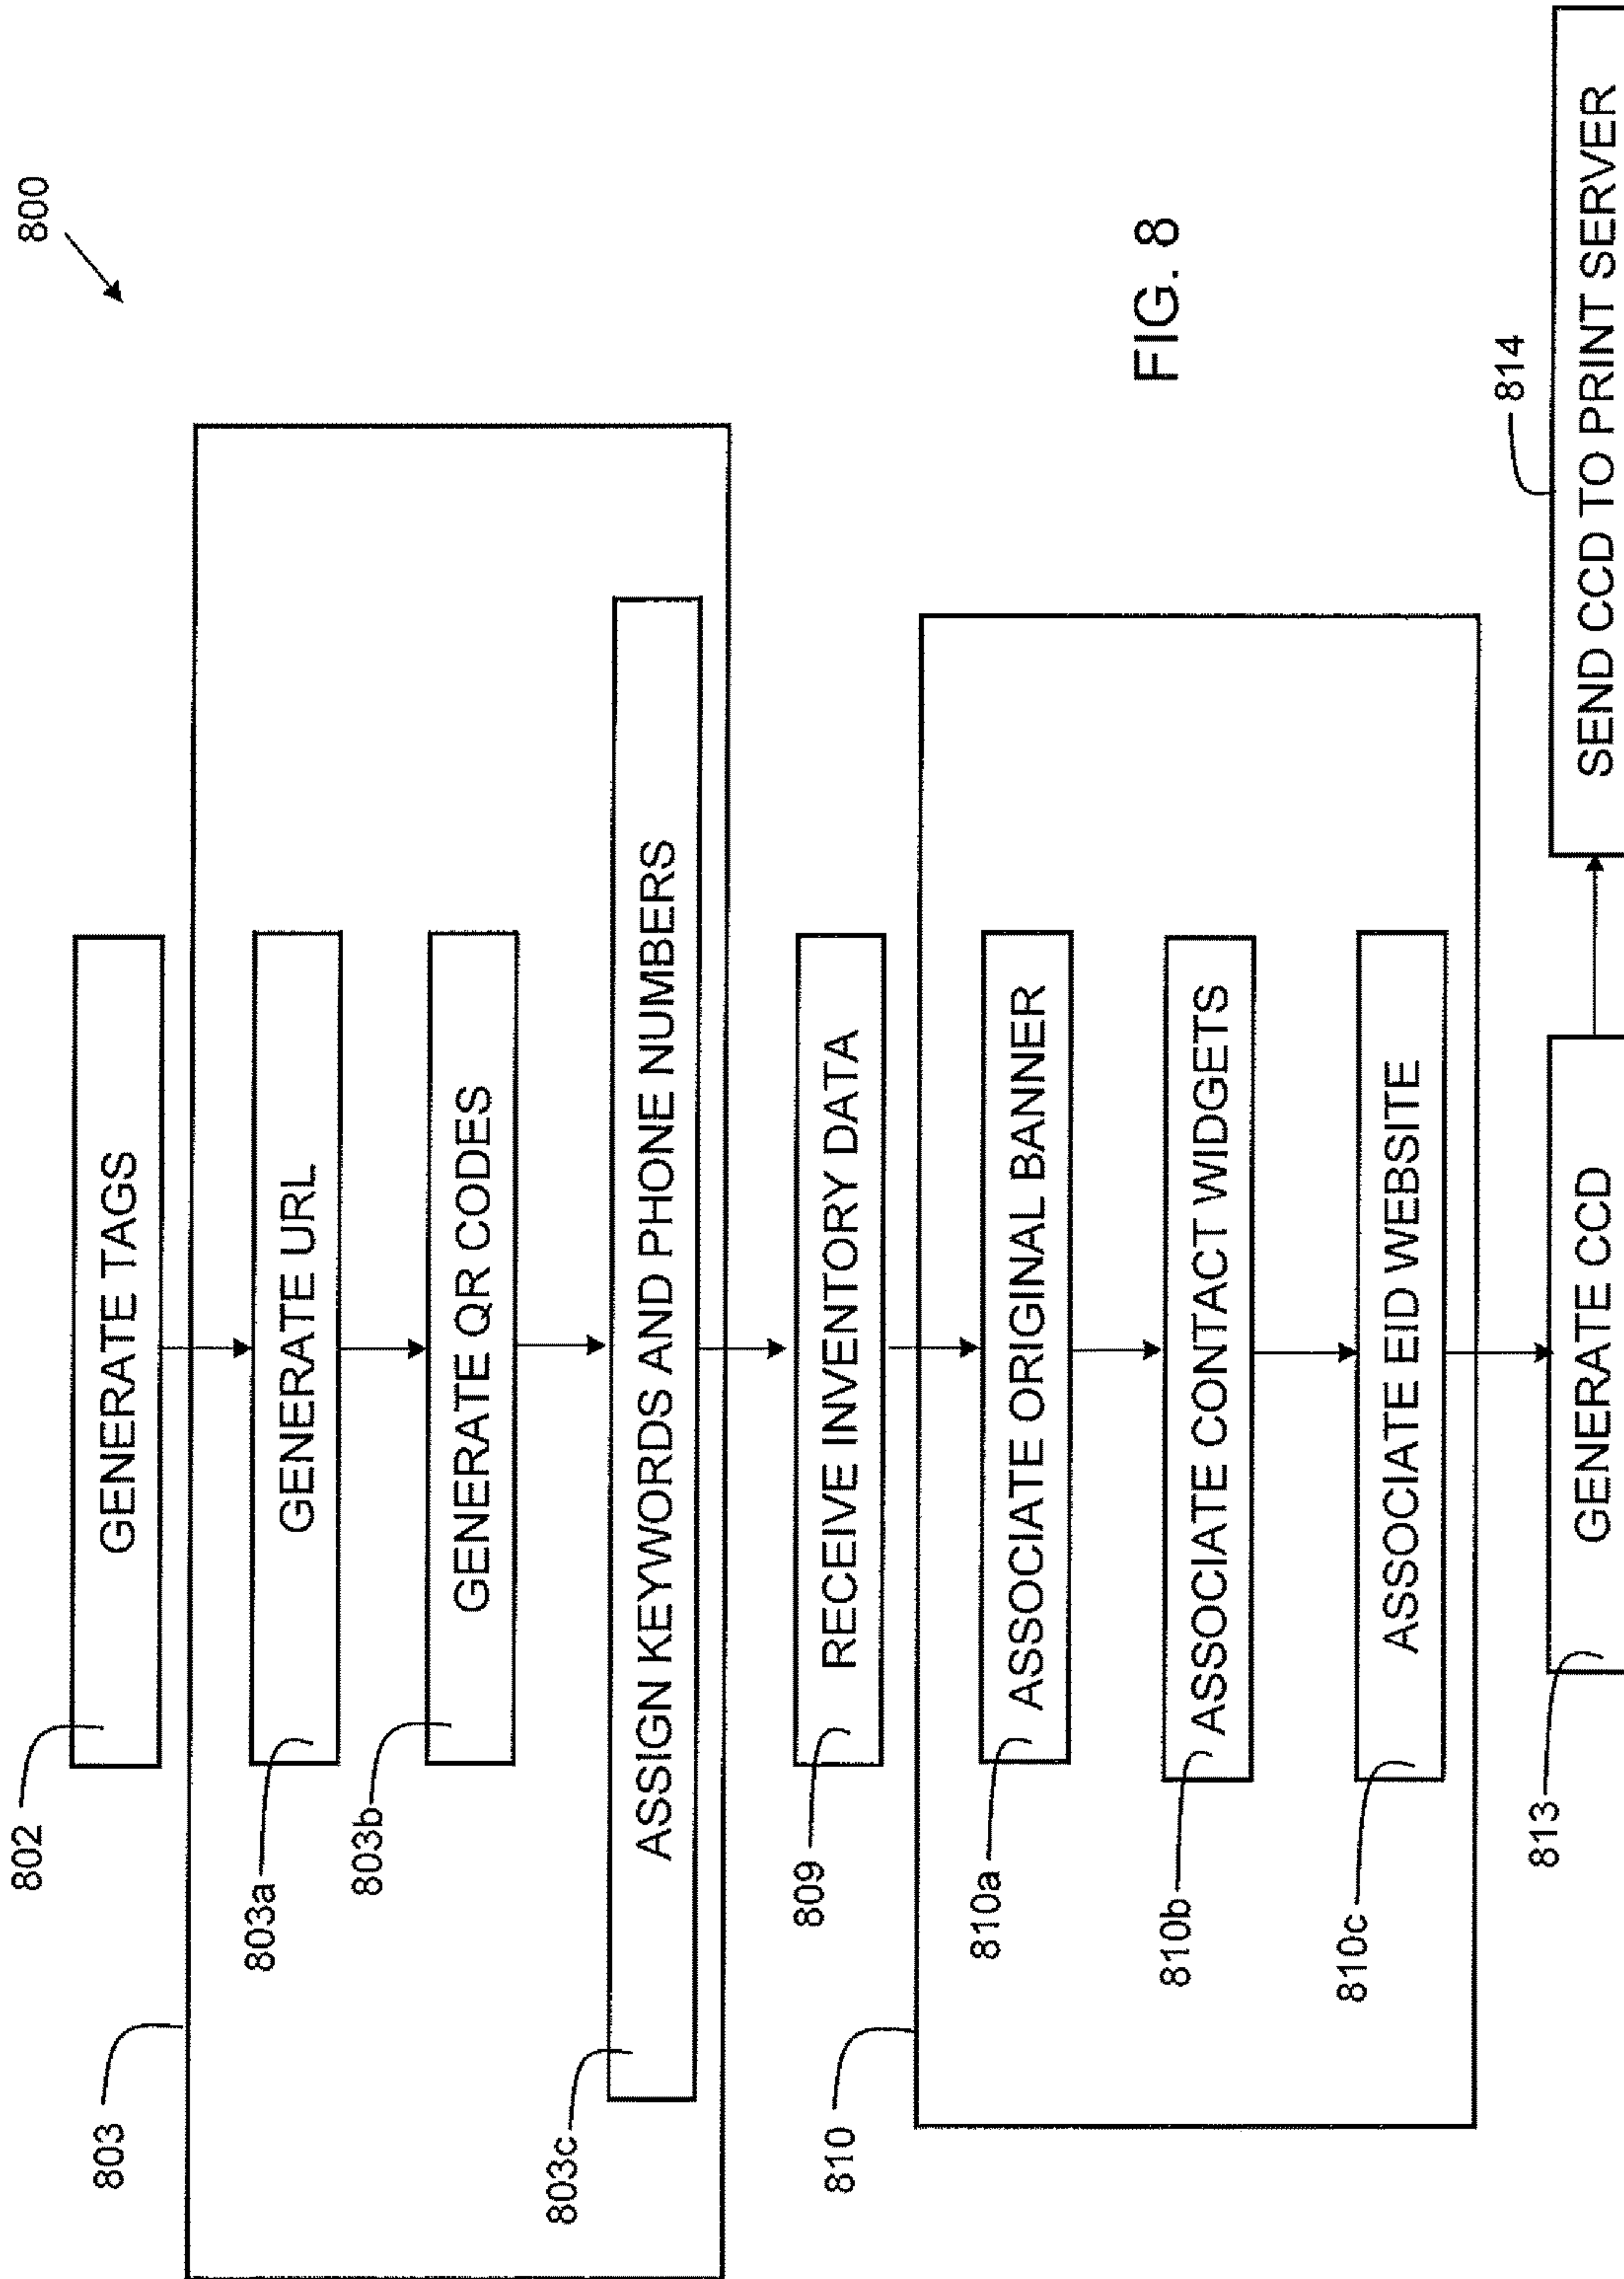 800
802
GENERATE TAGS
803
803a
GENERATE URL
803b
GENERATE QR CODES
803c
ASSIGN KEYWORDS AND PHONE NUMBERS
809
RECEIVE INVENTORY DATA
810
810a
ASSOCIATE ORIGINAL BANNER
810b
ASSOCIATE CONTACT WIDGETS
810c
ASSOCIATE EID WEBSITE
813
GENERATE CCD
814
SEND CCD TO PRINT SERVER
FIG. 8